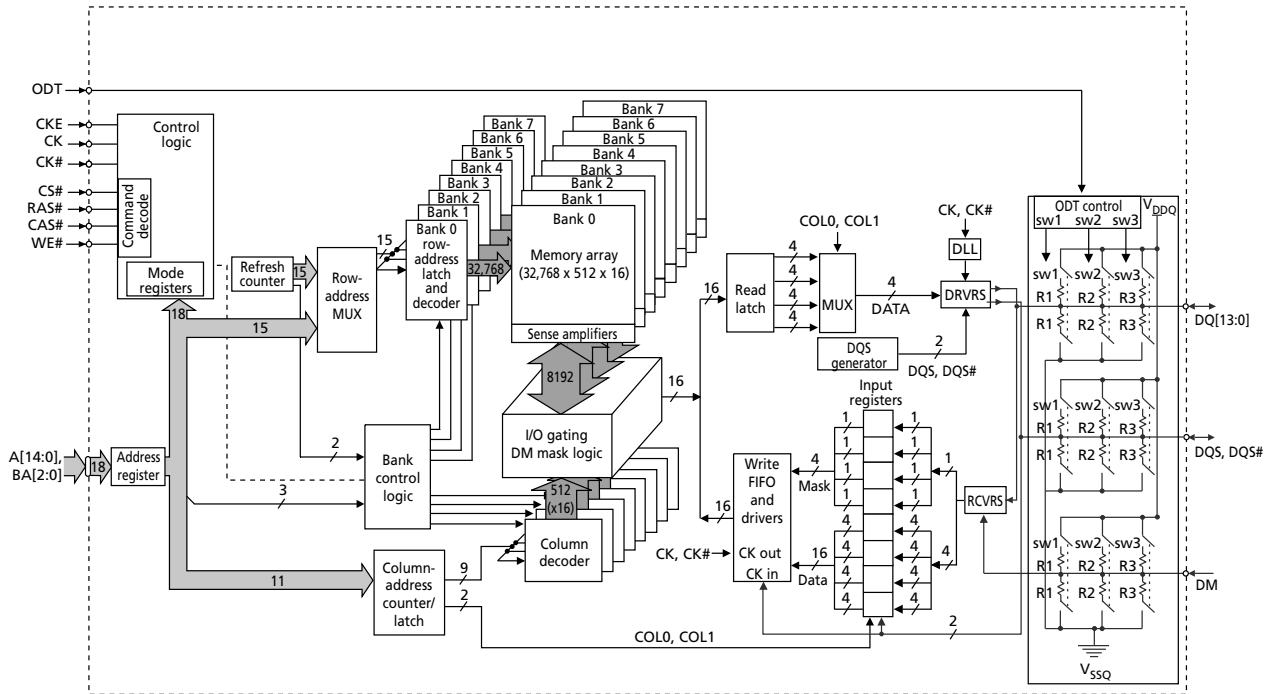 ODT
CKE
CK
CK#
CS#
RAS#
CAS#
WE#
Control
logic
Command
decode
Mode
registers
Refresh
counter
15
18
15
Row-
address
MUX
15
Bank 7
Bank 6
Bank 5
Bank 4
Bank 3
Bank 2
Bank 1
Bank 0
row-
address
latch
and
decoder
32,768
Bank 7
Bank 6
Bank 5
Bank 4
Bank 3
Bank 2
Bank 1
Bank 0
Memory array
(32,768 x 512 x 16)
Sense amplifiers
8192
16
I/O gating
DM mask logic
512
(x16)
Column
decoder
A[14:0],
BA[2:0]
18
Address
register
2
3
Bank
control
logic
11
Column-
address
counter/
latch
9
2
COL0, COL1
16
Read
latch
4
4
4
4
COL0, COL1
MUX
4
DATA
CK, CK#
DLL
DRVRS
DQS
generator
2
DQS, DQS#
Input
registers
16
Write
FIFO
and
drivers
CK out
CK in
CK, CK#
4
Mask
16
Data
1
1
1
1
4
4
4
4
1
1
1
1
4
4
4
4
1
4
RCVRS
2
ODT control
sw1 sw2 sw3
VDDQ
sw1 sw2 sw3
R1 R2 R3
R1 R2 R3
DQ[13:0]
sw1 sw2 sw3
R1 R2 R3
R1 R2 R3
DQS, DQS#
sw1 sw2 sw3
R1 R2 R3
R1 R2 R3
DM
VSSQ